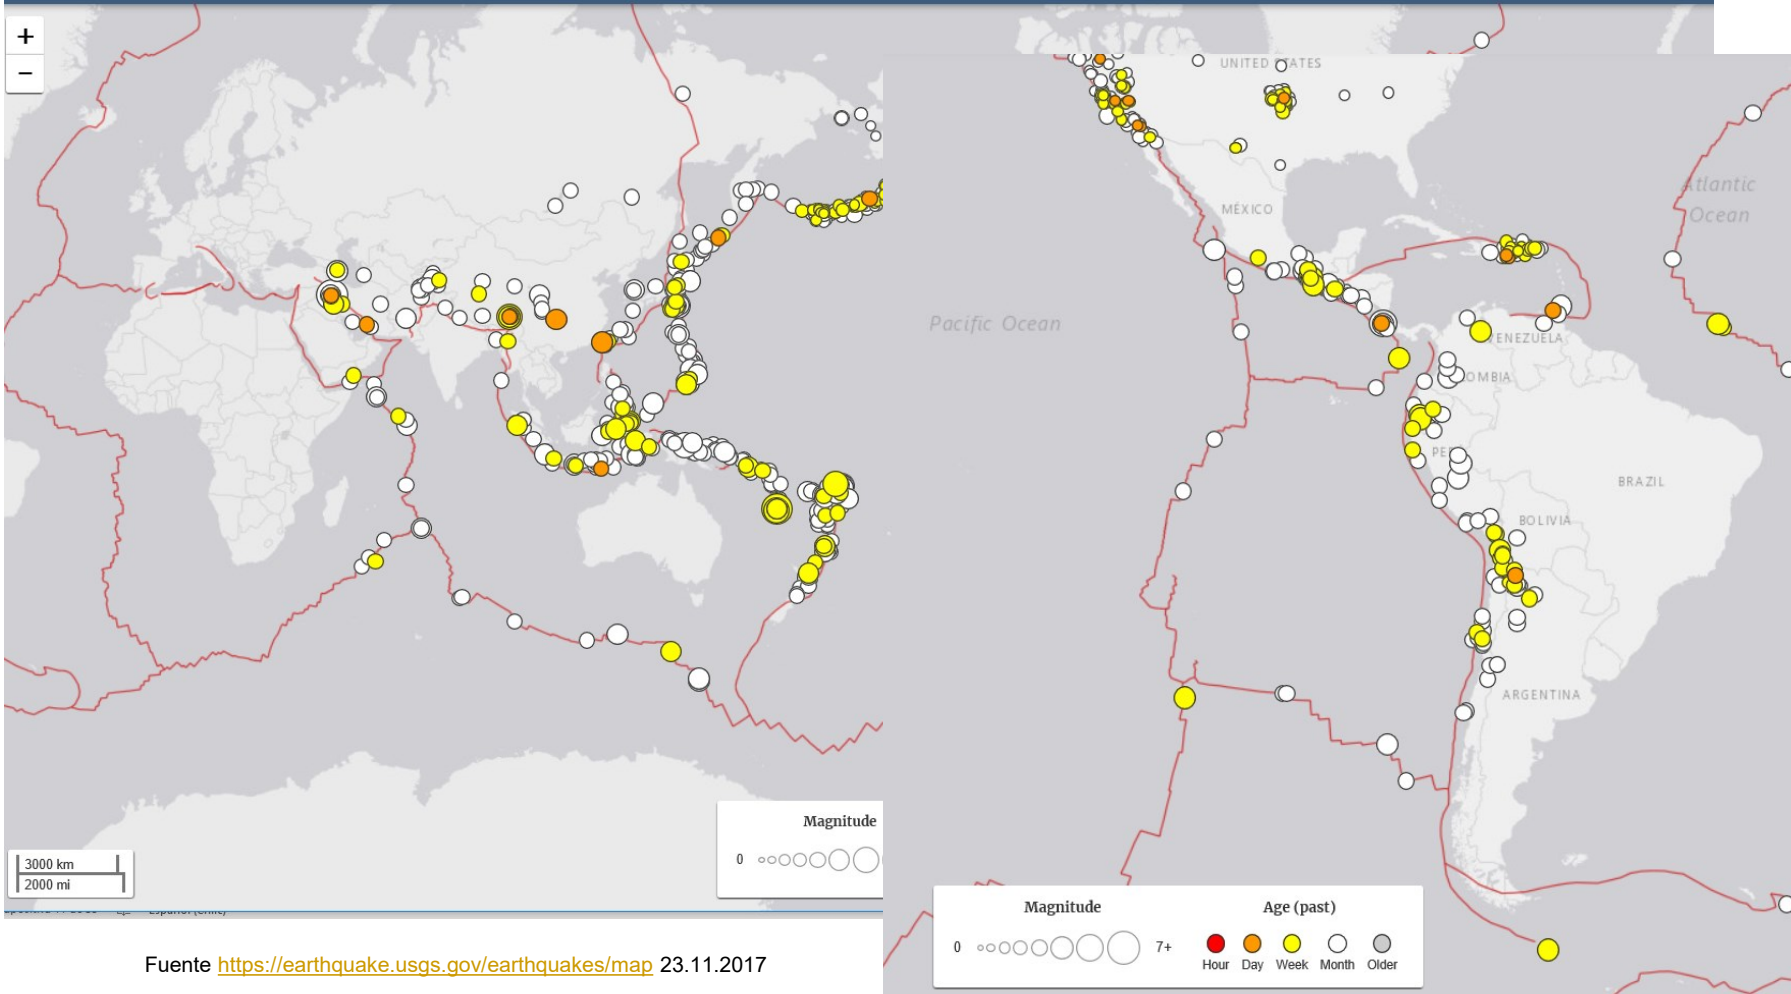 +
−
UNITED STATES
Atlantic
Ocean
MÉXICO
Pacific Ocean
VENEZUELA
BRAZIL
BOLIVIA
ARGENTINA
Magnitude
0
3000 km
2000 mi
Magnitude
0
7+
Age (past)
Hour Day Week Month Older
Fuente https://earthquake.usgs.gov/earthquakes/map 23.11.2017